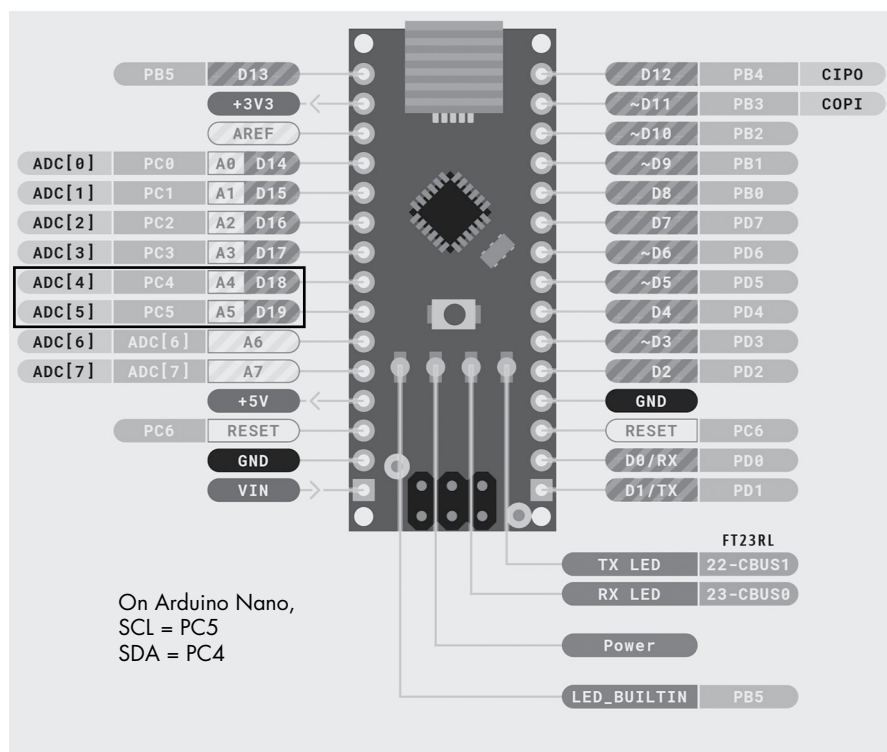 PB5 D13 D12 PB4 CIPO
+3V3 ~D11 PB3 COPI
AREF ~D10 PB2
ADC[0] PC0 A0 D14 ~D9 PB1
ADC[1] PC1 A1 D15 D8 PB0
ADC[2] PC2 A2 D16 D7 PD7
ADC[3] PC3 A3 D17 ~D6 PD6
ADC[4] PC4 A4 D18 ~D5 PD5
ADC[5] PC5 A5 D19 D4 PD4
ADC[6] ADC[6] A6 ~D3 PD3
ADC[7] ADC[7] A7 D2 PD2
+5V GND
PC6 RESET RESET PC6
GND D0/RX PD0
VIN D1/TX PD1
FT23RL
TX LED 22-CBUS1
RX LED 23-CBUS0
On Arduino Nano,
SCL = PC5
SDA = PC4
Power
LED_BUILTIN PB5